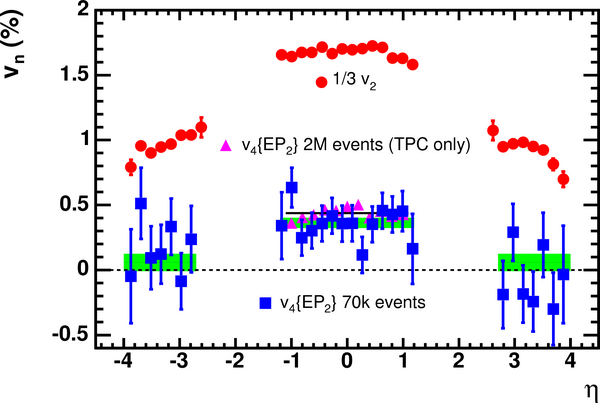 vn (%)
2
1.5
1
0.5
0
-0.5
1/3 v2
v4{EP2} 2M events (TPC only)
v4{EP2} 70k events
-4 -3 -2 -1 0 1 2 3 4
η